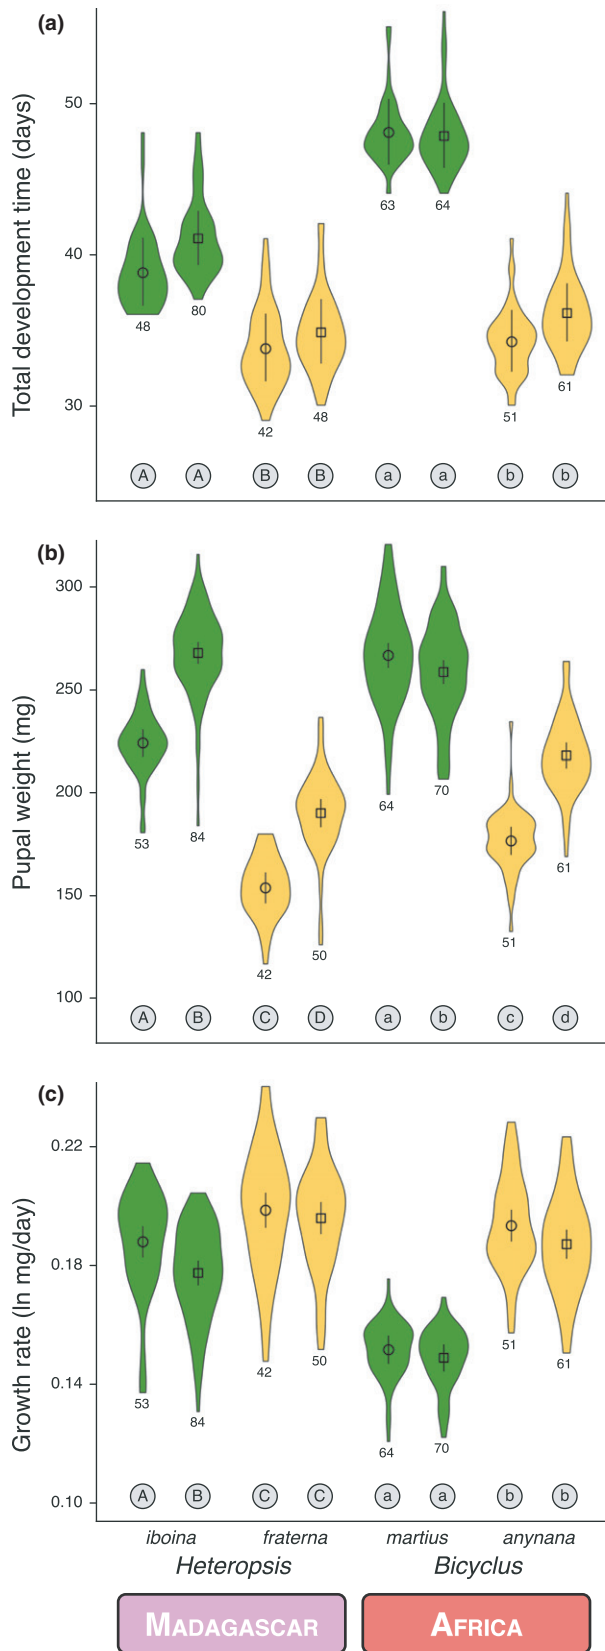 (a)
Total development time (days)
50
40
30
63 64
48 80
42 48
51 61
A A B B a a b b
(b)
Pupal weight (mg)
300
250
200
150
100
53 84 42 50 64 70 51 61
A B C D a b c d
(c)
Growth rate (ln mg/day)
0.22
0.18
0.14
0.10
53 84 42 50 64 70 51 61
A B C C a a b b
iboina fraterna martius anynana
Heteropsis Bicyclus
MADAGASCAR AFRICA